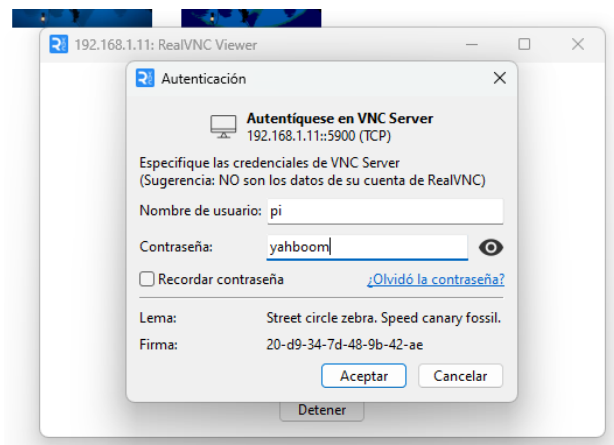 192.168.1.11: RealVNC Viewer
Autenticación
Autentíquese en VNC Server
192.168.1.11::5900 (TCP)
Especifique las credenciales de VNC Server
(Sugerencia: NO son los datos de su cuenta de RealVNC)
Nombre de usuario: pi
Contraseña: yahboom
Recordar contraseña ¿Olvidó la contraseña?
Lema: Street circle zebra. Speed canary fossil.
Firma: 20-d9-34-7d-48-9b-42-ae
Aceptar Cancelar
Detener